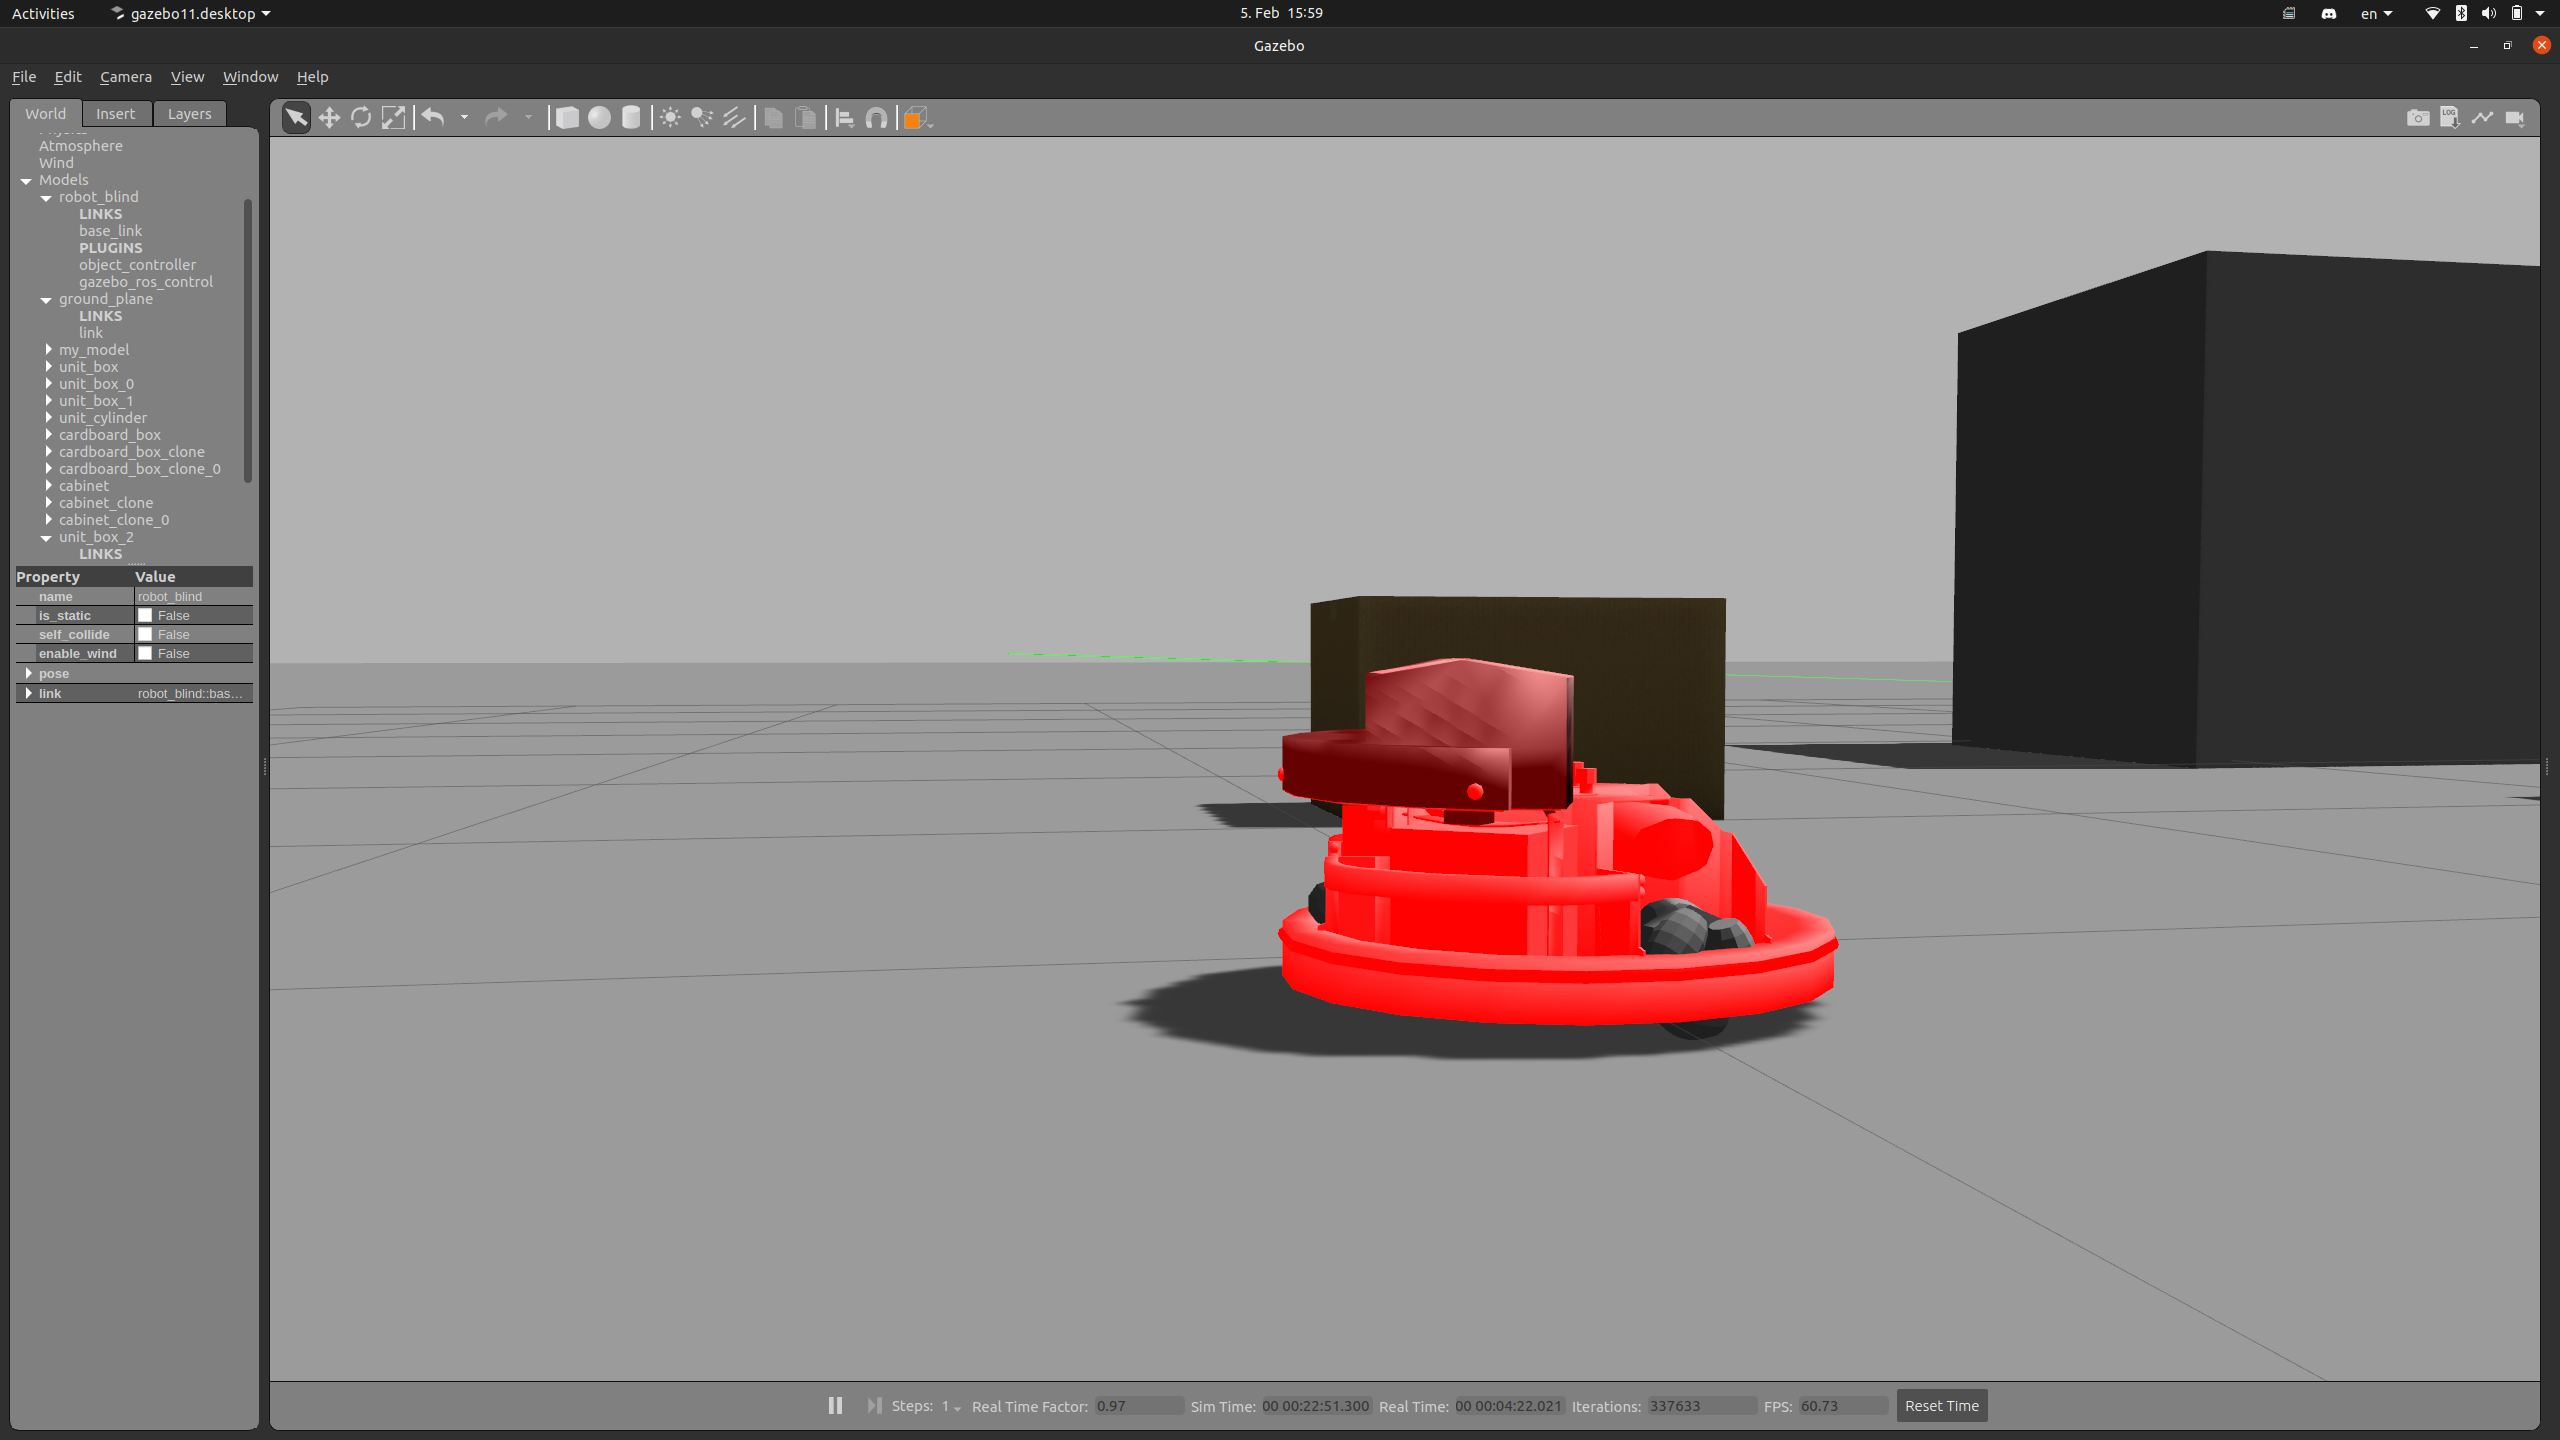 Activities
gazebo11.desktop
5. Feb 15:59
en
Gazebo
File Edit Camera View Window Help
World Insert Layers
LOG
Atmosphere
Wind
Models
robot_blind
LINKS
base_link
PLUGINS
object_controller
gazebo_ros_control
ground_plane
LINKS
link
my_model
unit_box
unit_box_0
unit_box_1
unit_cylinder
cardboard_box
cardboard_box_clone
cardboard_box_clone_0
cabinet
cabinet_clone
cabinet_clone_0
unit_box_2
LINKS
Property Value
name robot_blind
is_static False
self_collide False
enable_wind False
pose
link robot_blind::bas...
Steps: 1 Real Time Factor: 0.97 Sim Time: 00 00:22:51.300 Real Time: 00 00:04:22.021 Iterations: 337633 FPS: 60.73 Reset Time